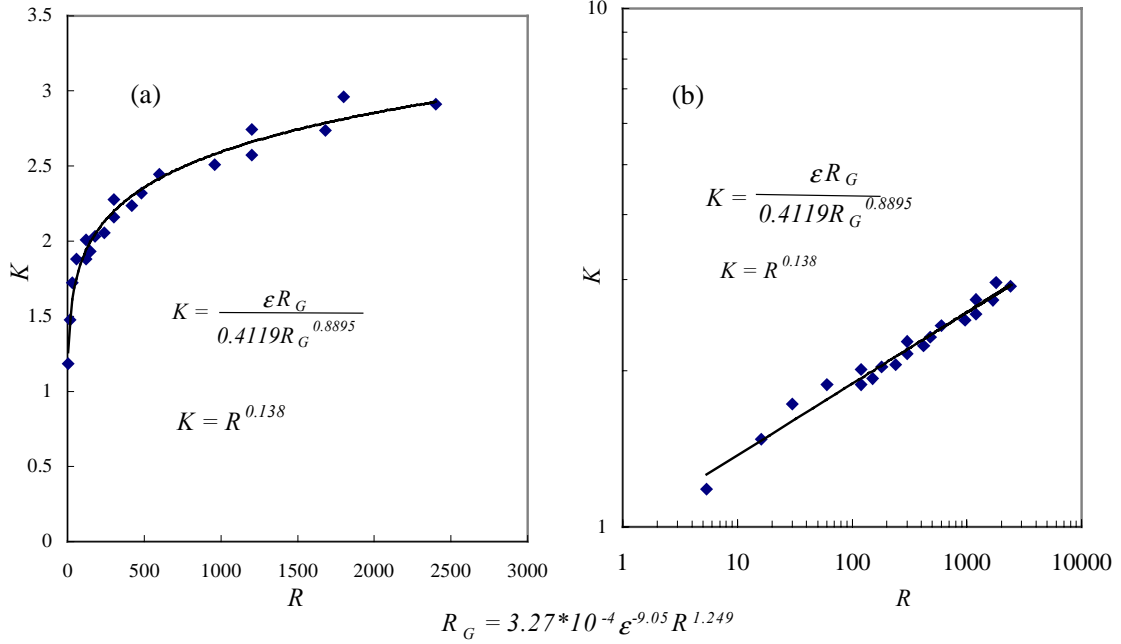 3.5
3
2.5
2
1.5
1
0.5
0
K
(a)
K = εR_G / 0.4119R_G^0.8895
K = R^0.138
0 500 1000 1500 2000 2500 3000
R
10
1
K
(b)
K = εR_G / 0.4119R_G^0.8895
K = R^0.138
1 10 100 1000 10000
R
R_G = 3.27*10^-4 ε^-9.05 R^1.249